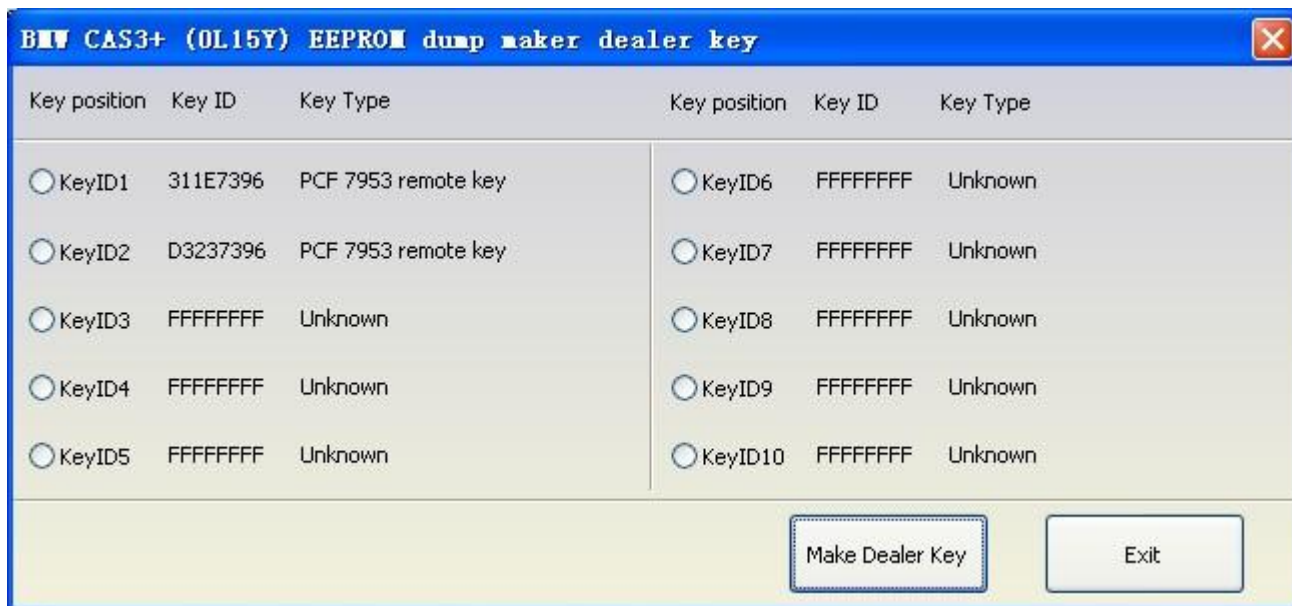 BMW CAS3+ (0L15Y) EEPROM dump maker dealer key
Key position Key ID Key Type Key position Key ID Key Type
KeyID1 311E7396 PCF 7953 remote key KeyID6 FFFFFFFF Unknown
KeyID2 D3237396 PCF 7953 remote key KeyID7 FFFFFFFF Unknown
KeyID3 FFFFFFFF Unknown KeyID8 FFFFFFFF Unknown
KeyID4 FFFFFFFF Unknown KeyID9 FFFFFFFF Unknown
KeyID5 FFFFFFFF Unknown KeyID10 FFFFFFFF Unknown
Make Dealer Key Exit